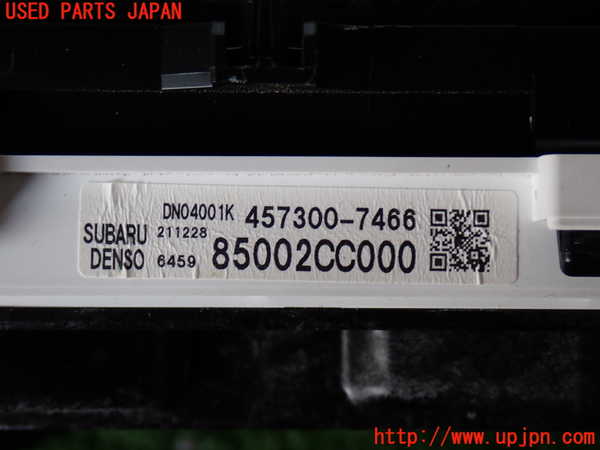 USED PARTS JAPAN
DN04001K 457300-7466
SUBARU 211228
DENSO 6459 85002CC000
http://www.upjpn.com/